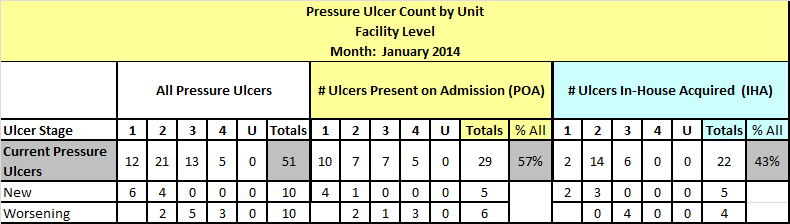 Pressure Ulcer Count by Unit
Facility Level
Month: January 2014
All Pressure Ulcers # Ulcers Present on Admission (POA) # Ulcers In-House Acquired (IHA)
Ulcer Stage 1 2 3 4 U Totals 1 2 3 4 U Totals % All 1 2 3 4 U Totals % All
Current Pressure Ulcers 12 21 13 5 0 51 10 7 7 5 0 29 57% 2 14 6 0 0 22 43%
New 6 4 0 0 0 10 4 1 0 0 0 5 2 3 0 0 0 5
Worsening 2 5 3 0 10 2 1 3 0 6 0 4 0 0 4